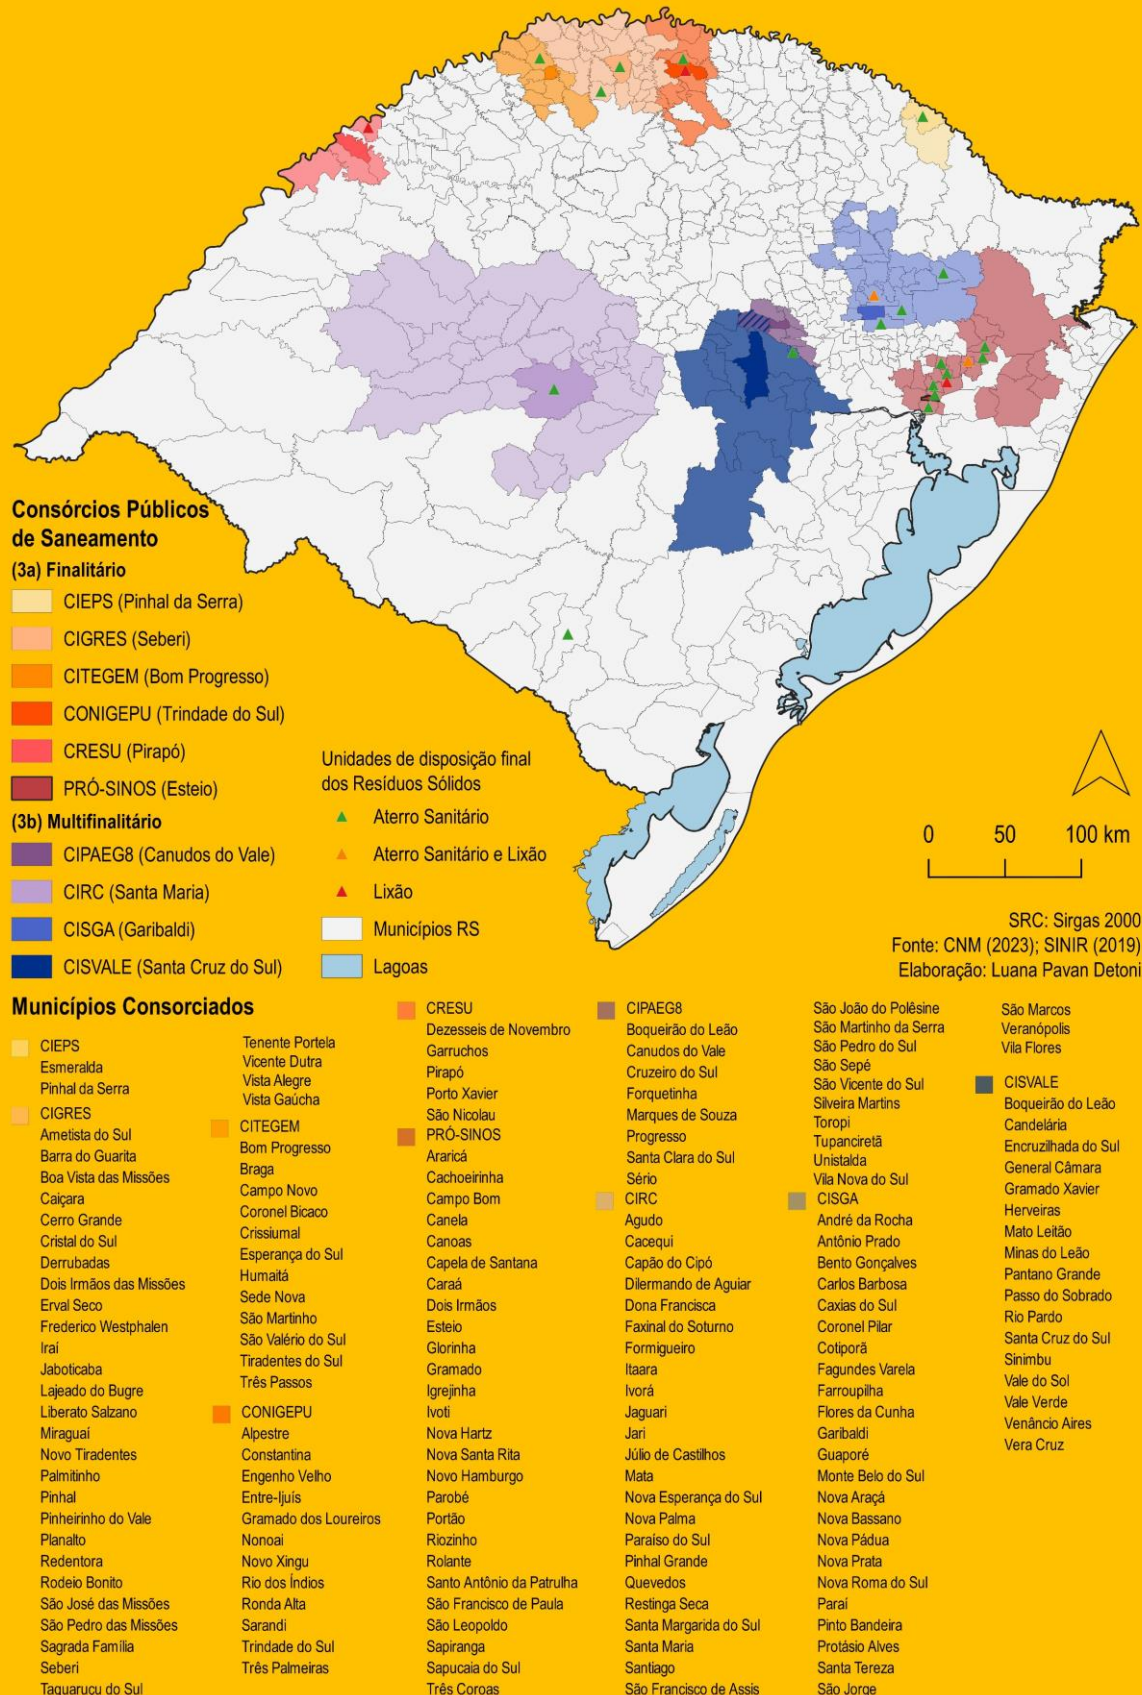 Consórcios Públicos
de Saneamento
(3a) Finalitário
CIEPS (Pinhal da Serra)
CIGRES (Seberi)
CITEGEM (Bom Progresso)
CONIGEPU (Trindade do Sul)
CRESU (Pirapó)
PRÓ-SINOS (Esteio)
(3b) Multifinalitário
CIPAEG8 (Canudos do Vale)
CIRC (Santa Maria)
CISGA (Garibaldi)
CISVALE (Santa Cruz do Sul)
Unidades de disposição final
dos Resíduos Sólidos
Aterro Sanitário
Aterro Sanitário e Lixão
Lixão
Municípios RS
Lagoas
0 50 100 km
SRC: Sirgas 2000
Fonte: CNM (2023); SINIR (2019)
Elaboração: Luana Pavan Detoni
Municípios Consorciados
CIEPS
Esmeralda
Pinhal da Serra
CIGRES
Ametista do Sul
Barra do Guarita
Boa Vista das Missões
Caiçara
Cerro Grande
Cristal do Sul
Derrubadas
Dois Irmãos das Missões
Erval Seco
Frederico Westphalen
Iraí
Jaboticaba
Lajeado do Bugre
Liberato Salzano
Miraguaí
Novo Tiradentes
Palmitinho
Pinhal
Pinheirinho do Vale
Planalto
Redentora
Rodeio Bonito
São José das Missões
São Pedro das Missões
Sagrada Família
Seberi
Taquaruçu do Sul
Tenente Portela
Vicente Dutra
Vista Alegre
Vista Gaúcha
CITEGEM
Bom Progresso
Braga
Campo Novo
Coronel Bicaco
Crissiumal
Esperança do Sul
Humaitá
Sede Nova
São Martinho
São Valério do Sul
Tiradentes do Sul
Três Passos
CONIGEPU
Alpestre
Constantina
Engenho Velho
Entre-Ijuís
Gramado dos Loureiros
Nonoai
Novo Xingu
Rio dos Índios
Ronda Alta
Sarandi
Trindade do Sul
Três Palmeiras
CRESU
Dezesseis de Novembro
Garruchos
Pirapó
Porto Xavier
São Nicolau
PRÓ-SINOS
Araricá
Cachoeirinha
Campo Bom
Canela
Canoas
Capela de Santana
Caraá
Dois Irmãos
Esteio
Glorinha
Gramado
Igrejinha
Ivoti
Nova Hartz
Nova Santa Rita
Novo Hamburgo
Parobé
Portão
Riozinho
Rolante
Santo Antônio da Patrulha
São Francisco de Paula
São Leopoldo
Sapiranga
Sapucaia do Sul
Três Coroas
CIPAEG8
Boqueirão do Leão
Canudos do Vale
Cruzeiro do Sul
Forquetinha
Marques de Souza
Progresso
Santa Clara do Sul
Sério
CIRC
Agudo
Cacequi
Capão do Cipó
Dilermando de Aguiar
Dona Francisca
Faxinal do Soturno
Formigueiro
Itaara
Ivorá
Jaguari
Jari
Júlio de Castilhos
Mata
Nova Esperança do Sul
Nova Palma
Paraíso do Sul
Pinhal Grande
Quevedos
Restinga Seca
Santa Margarida do Sul
Santa Maria
Santiago
São Francisco de Assis
São João do Polêsine
São Martinho da Serra
São Pedro do Sul
São Sepé
São Vicente do Sul
Silveira Martins
Toropi
Tupanciretã
Unistalda
Vila Nova do Sul
CISGA
André da Rocha
Antônio Prado
Bento Gonçalves
Carlos Barbosa
Caxias do Sul
Coronel Pilar
Cotiporã
Fagundes Varela
Farroupilha
Flores da Cunha
Garibaldi
Guaporé
Monte Belo do Sul
Nova Araçá
Nova Bassano
Nova Pádua
Nova Prata
Nova Roma do Sul
Paraí
Pinto Bandeira
Protásio Alves
Santa Tereza
São Jorge
São Marcos
Veranópolis
Vila Flores
CISVALE
Boqueirão do Leão
Candelária
Encruzilhada do Sul
General Câmara
Gramado Xavier
Herveiras
Mato Leitão
Minas do Leão
Pantano Grande
Passo do Sobrado
Rio Pardo
Santa Cruz do Sul
Sinimbu
Vale do Sol
Vale Verde
Venâncio Aires
Vera Cruz